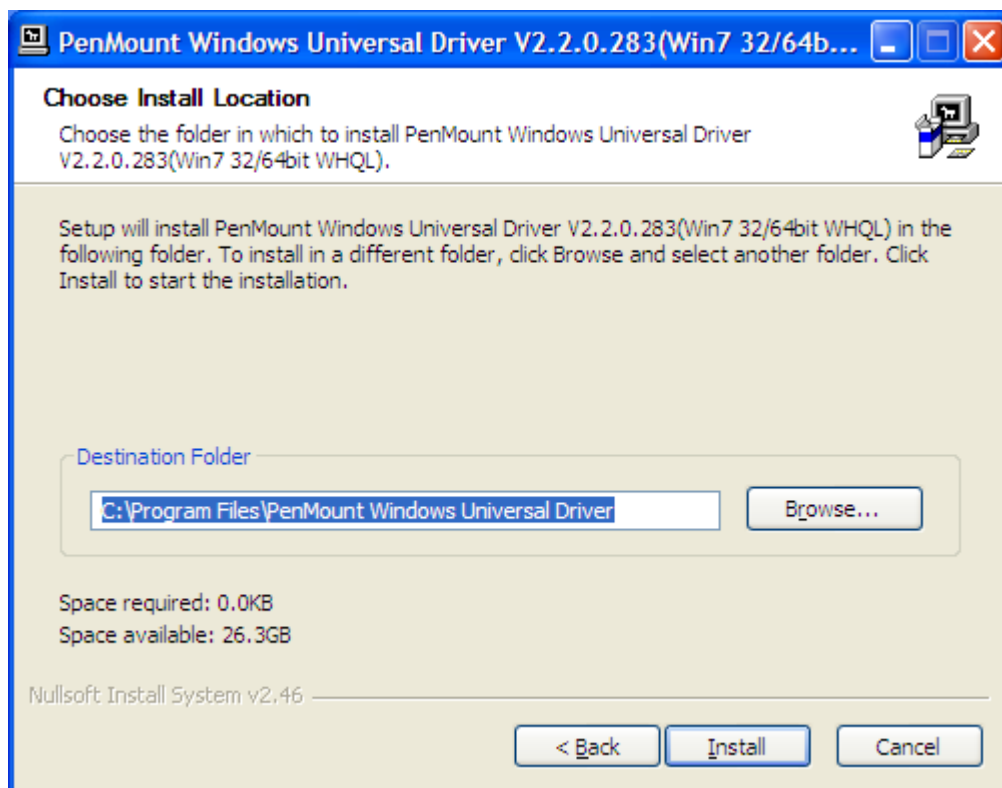 PenMount Windows Universal Driver V2.2.0.283(Win7 32/64b...
Choose Install Location
Choose the folder in which to install PenMount Windows Universal Driver
V2.2.0.283(Win7 32/64bit WHQL).
Setup will install PenMount Windows Universal Driver V2.2.0.283(Win7 32/64bit WHQL) in the
following folder. To install in a different folder, click Browse and select another folder. Click
Install to start the installation.
Destination Folder
C:\Program Files\PenMount Windows Universal Driver
Browse...
Space required: 0.0KB
Space available: 26.3GB
Nullsoft Install System v2.46
< Back
Install
Cancel